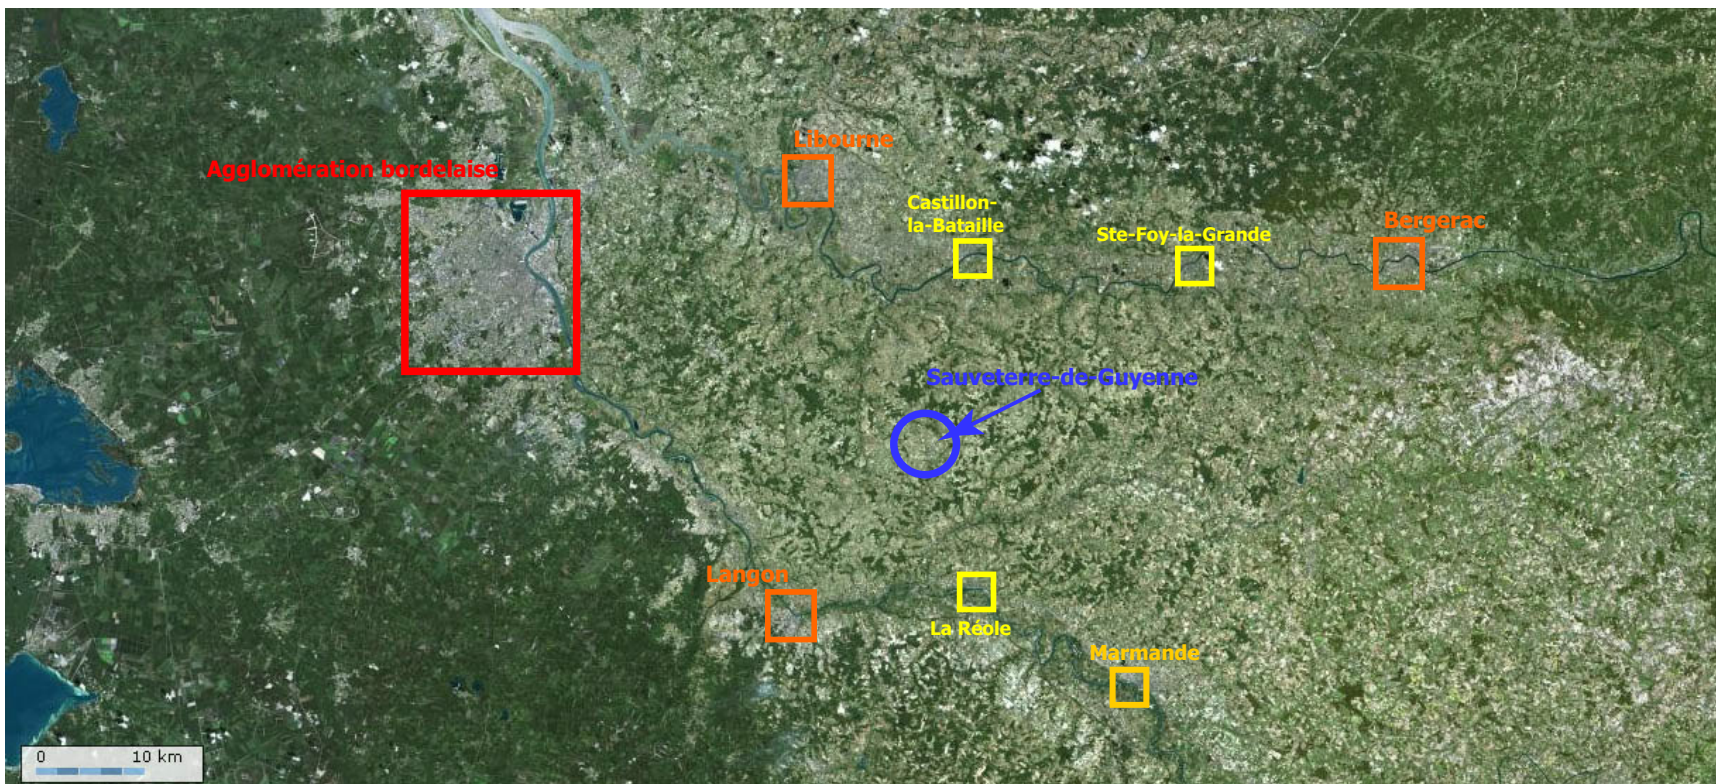 Libourne
Agglomération bordelaise
Castillon-
la-Bataille
Ste-Foy-la-Grande
Bergerac
Sauveterre-de-Guyenne
Langon
La Réole
Marmande
0 10 km